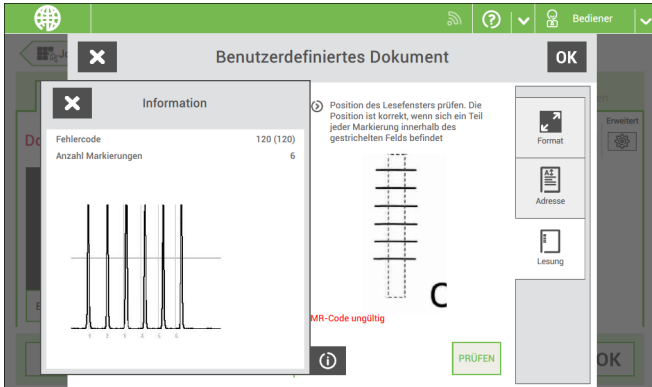 Bediener
Benutzerdefiniertes Dokument
OK
Information
Fehlercode 120 (120)
Anzahl Markierungen 6
1 2 3 4 5 6
Position des Lesefensters prüfen. Die
Position ist korrekt, wenn sich ein Teil
jeder Markierung innerhalb des
gestrichelten Felds befindet
C
MR-Code ungültig
PRÜFEN
Format
Adresse
Lesung
Erweitert
OK